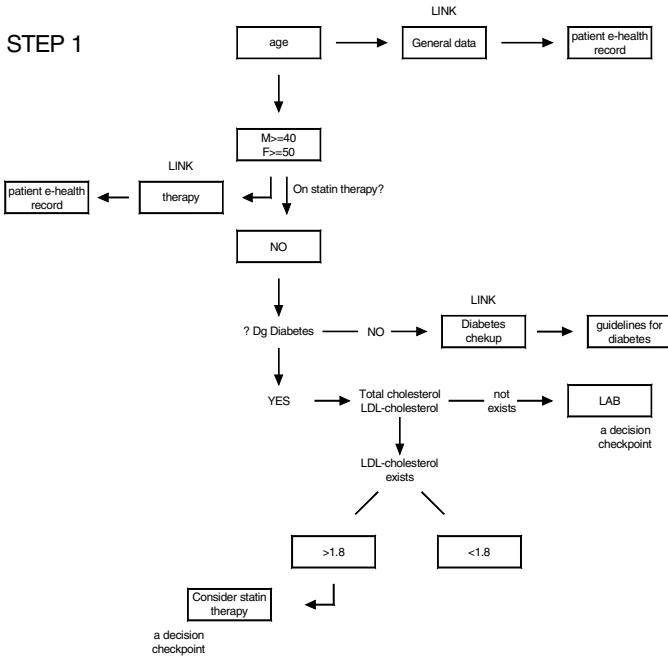 STEP 1
LINK
age
General data
patient e-health
record
M>=40
F>=50
LINK
On statin therapy?
patient e-health
record
therapy
NO
LINK
? Dg Diabetes
NO
Diabetes
chekup
guidelines for
diabetes
YES
Total cholesterol
LDL-cholesterol
not
exists
LAB
a decision
checkpoint
LDL-cholesterol
exists
>1.8
<1.8
Consider statin
therapy
a decision
checkpoint